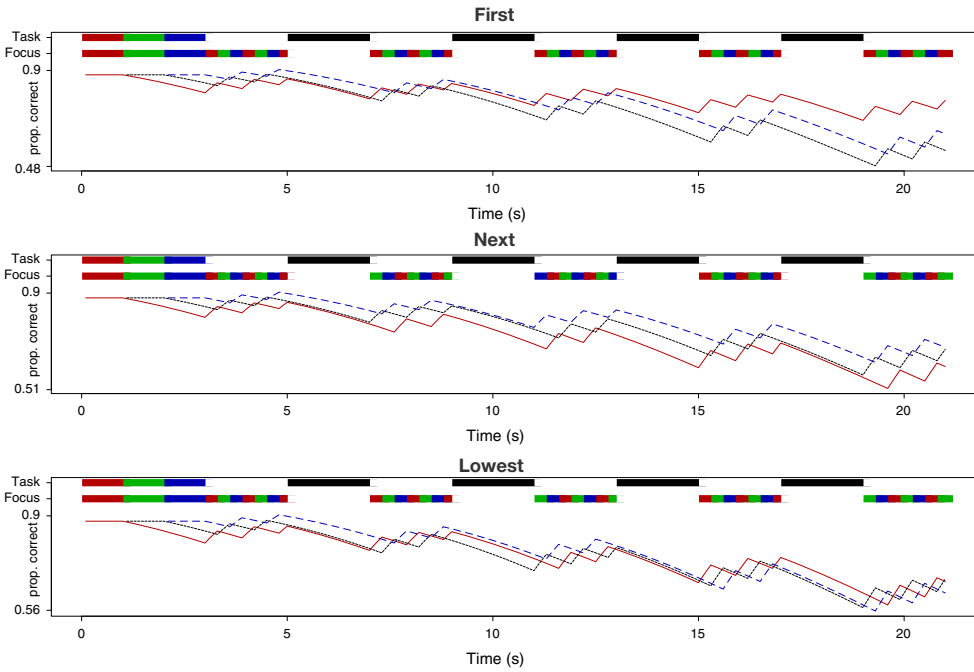 First
Task
Focus
0.9
prop. correct
0.48
0 5 10 15 20
Time (s)
Next
Task
Focus
0.9
prop. correct
0.51
0 5 10 15 20
Time (s)
Lowest
Task
Focus
0.9
prop. correct
0.56
0 5 10 15 20
Time (s)